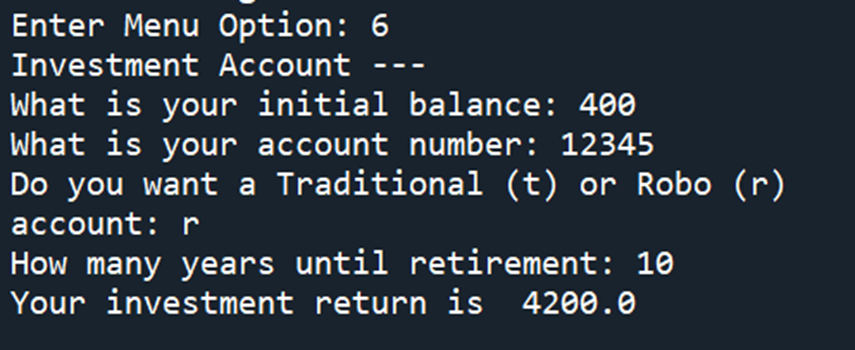 Enter Menu Option: 6
Investment Account ---
What is your initial balance: 400
What is your account number: 12345
Do you want a Traditional (t) or Robo (r)
account: r
How many years until retirement: 10
Your investment return is  4200.0